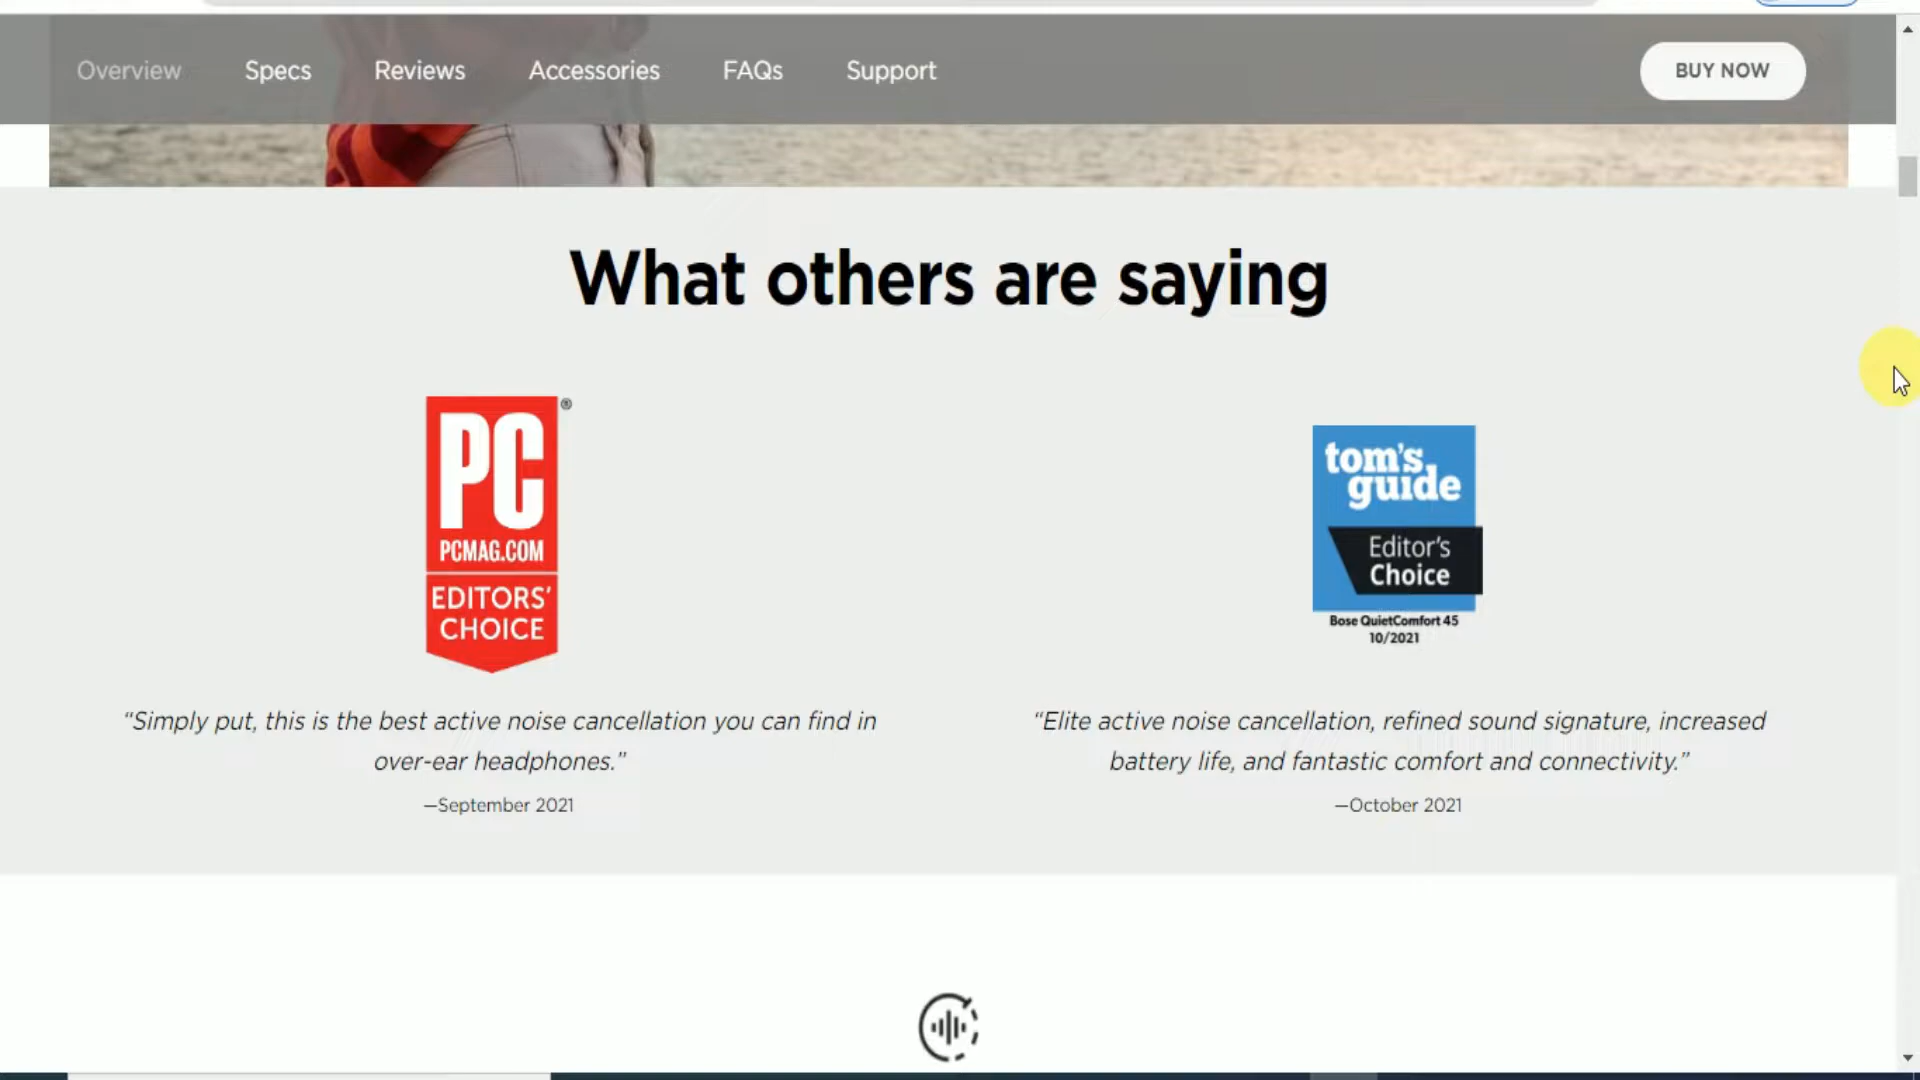 Overview Specs Reviews Accessories FAQs Support BUY NOW
What others are saying
PC ®
PCMAG.COM
EDITORS'
CHOICE
tom's
guide
Editor's
Choice
Bose QuietComfort 45
10/2021
“Simply put, this is the best active noise cancellation you can find in
over-ear headphones.”
—September 2021
“Elite active noise cancellation, refined sound signature, increased
battery life, and fantastic comfort and connectivity.”
—October 2021